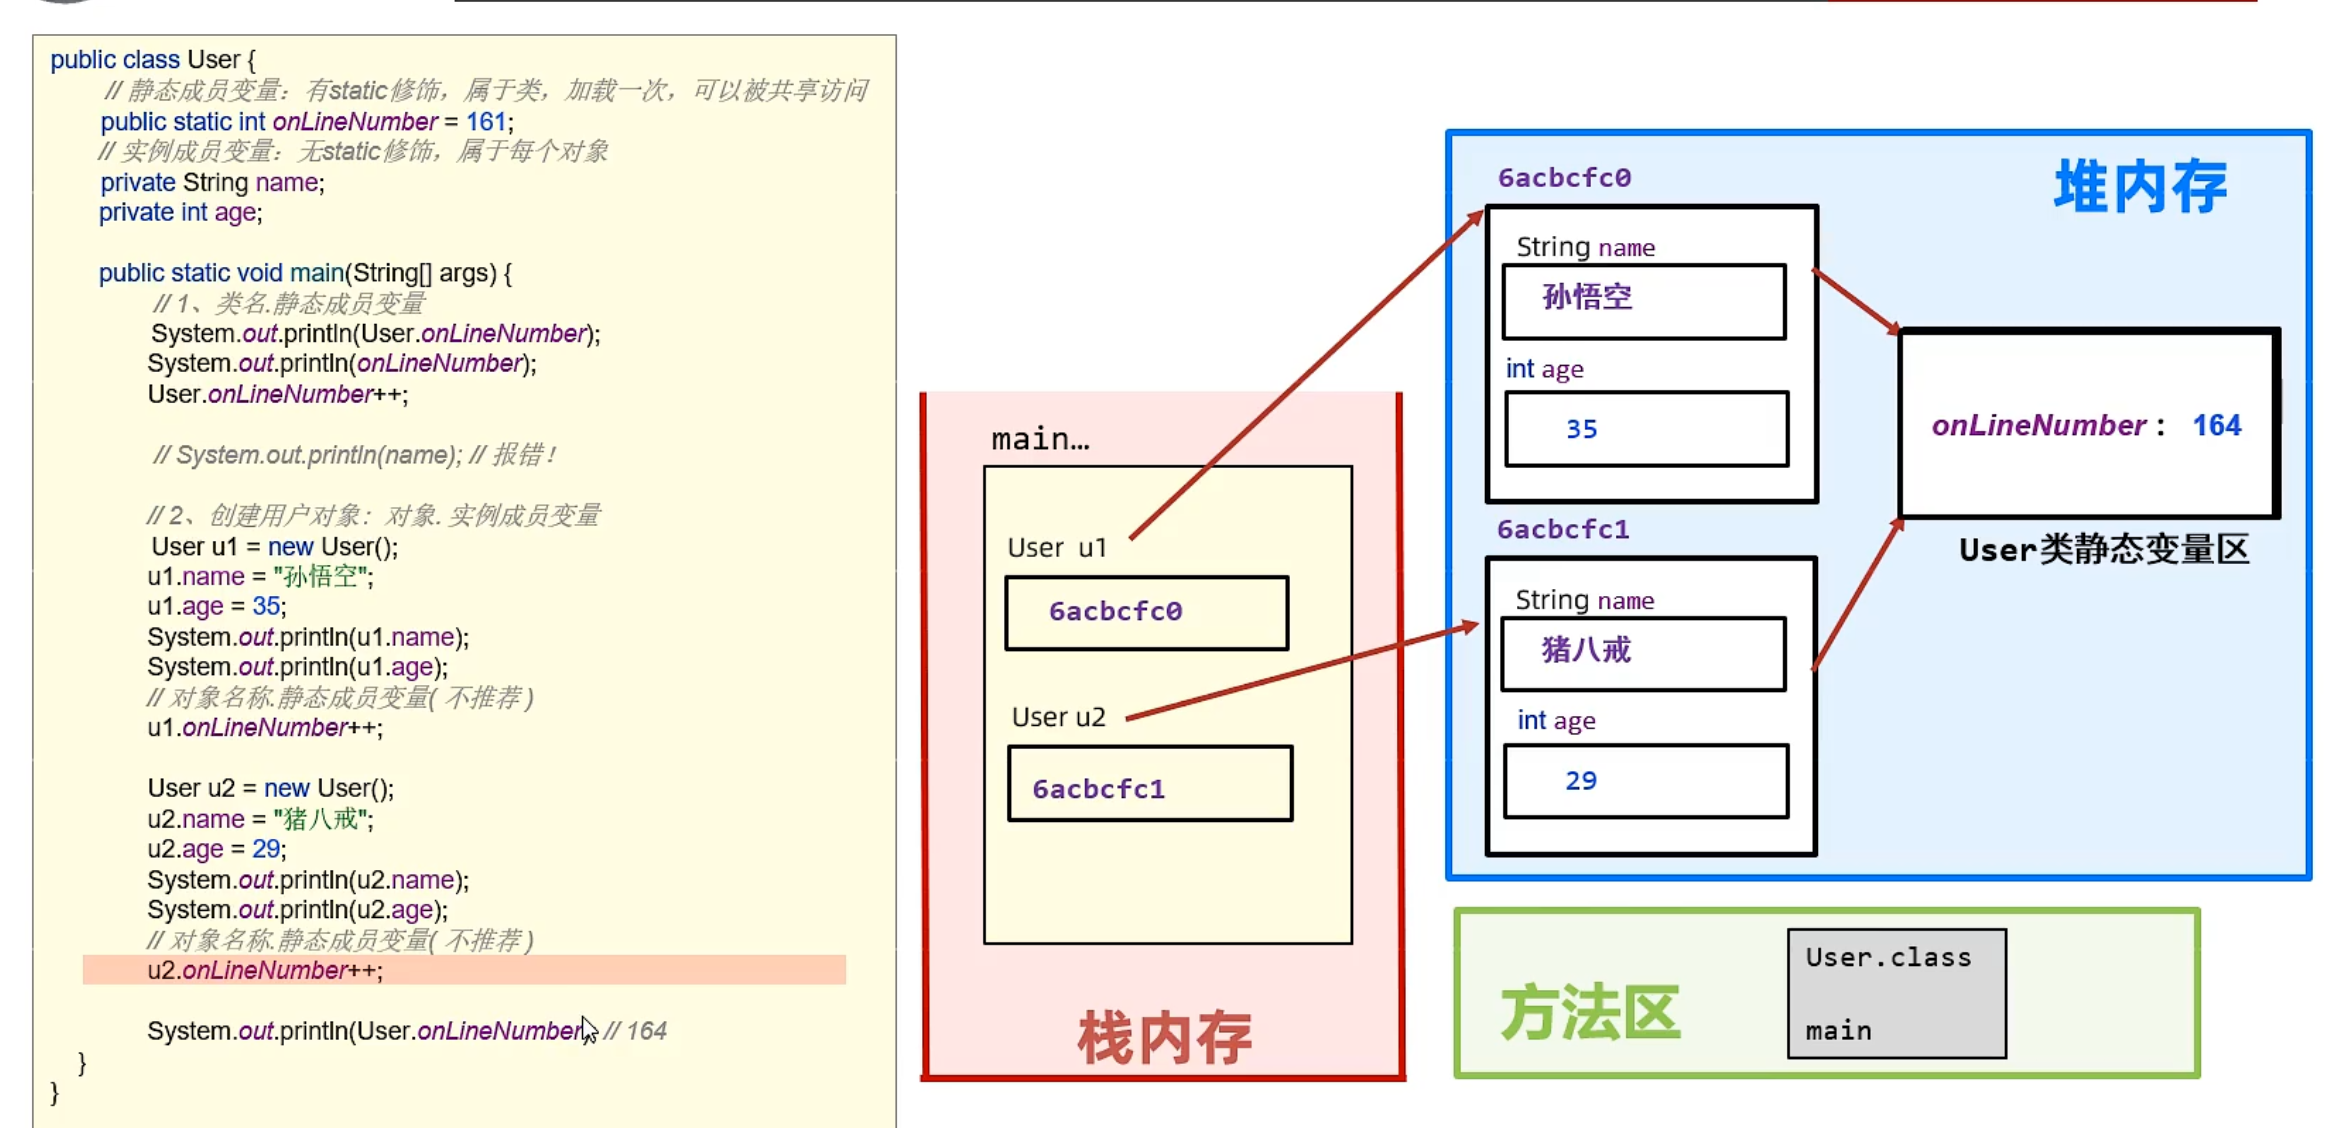 public class User {
// 静态成员变量：有static修饰，属于类，加载一次，可以被共享访问
public static int onLineNumber = 161;
// 实例成员变量：无static修饰，属于每个对象
private String name;
private int age;
public static void main(String[] args) {
// 1、类名.静态成员变量
System.out.println(User.onLineNumber);
System.out.println(onLineNumber);
User.onLineNumber++;
// System.out.println(name); // 报错！
// 2、创建用户对象：对象. 实例成员变量
User u1 = new User();
u1.name = "孙悟空";
u1.age = 35;
System.out.println(u1.name);
System.out.println(u1.age);
// 对象名称.静态成员变量( 不推荐 )
u1.onLineNumber++;
User u2 = new User();
u2.name = "猪八戒";
u2.age = 29;
System.out.println(u2.name);
System.out.println(u2.age);
// 对象名称.静态成员变量( 不推荐 )
u2.onLineNumber++;
System.out.println(User.onLineNumber); // 164
}
}
main…
User u1
6acbcfc0
User u2
6acbcfc1
栈内存
堆内存
6acbcfc0
String name
孙悟空
int age
35
6acbcfc1
String name
猪八戒
int age
29
onLineNumber： 164
User类静态变量区
方法区
User.class
main